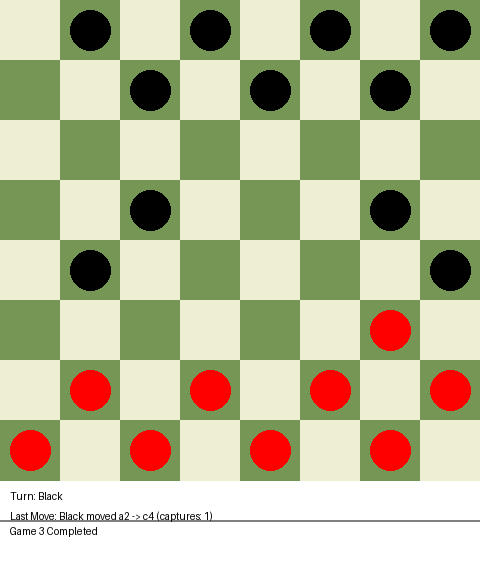 Turn: Black
Last Move: Black moved a2 -> c4 (captures: 1)
Game 3 Completed